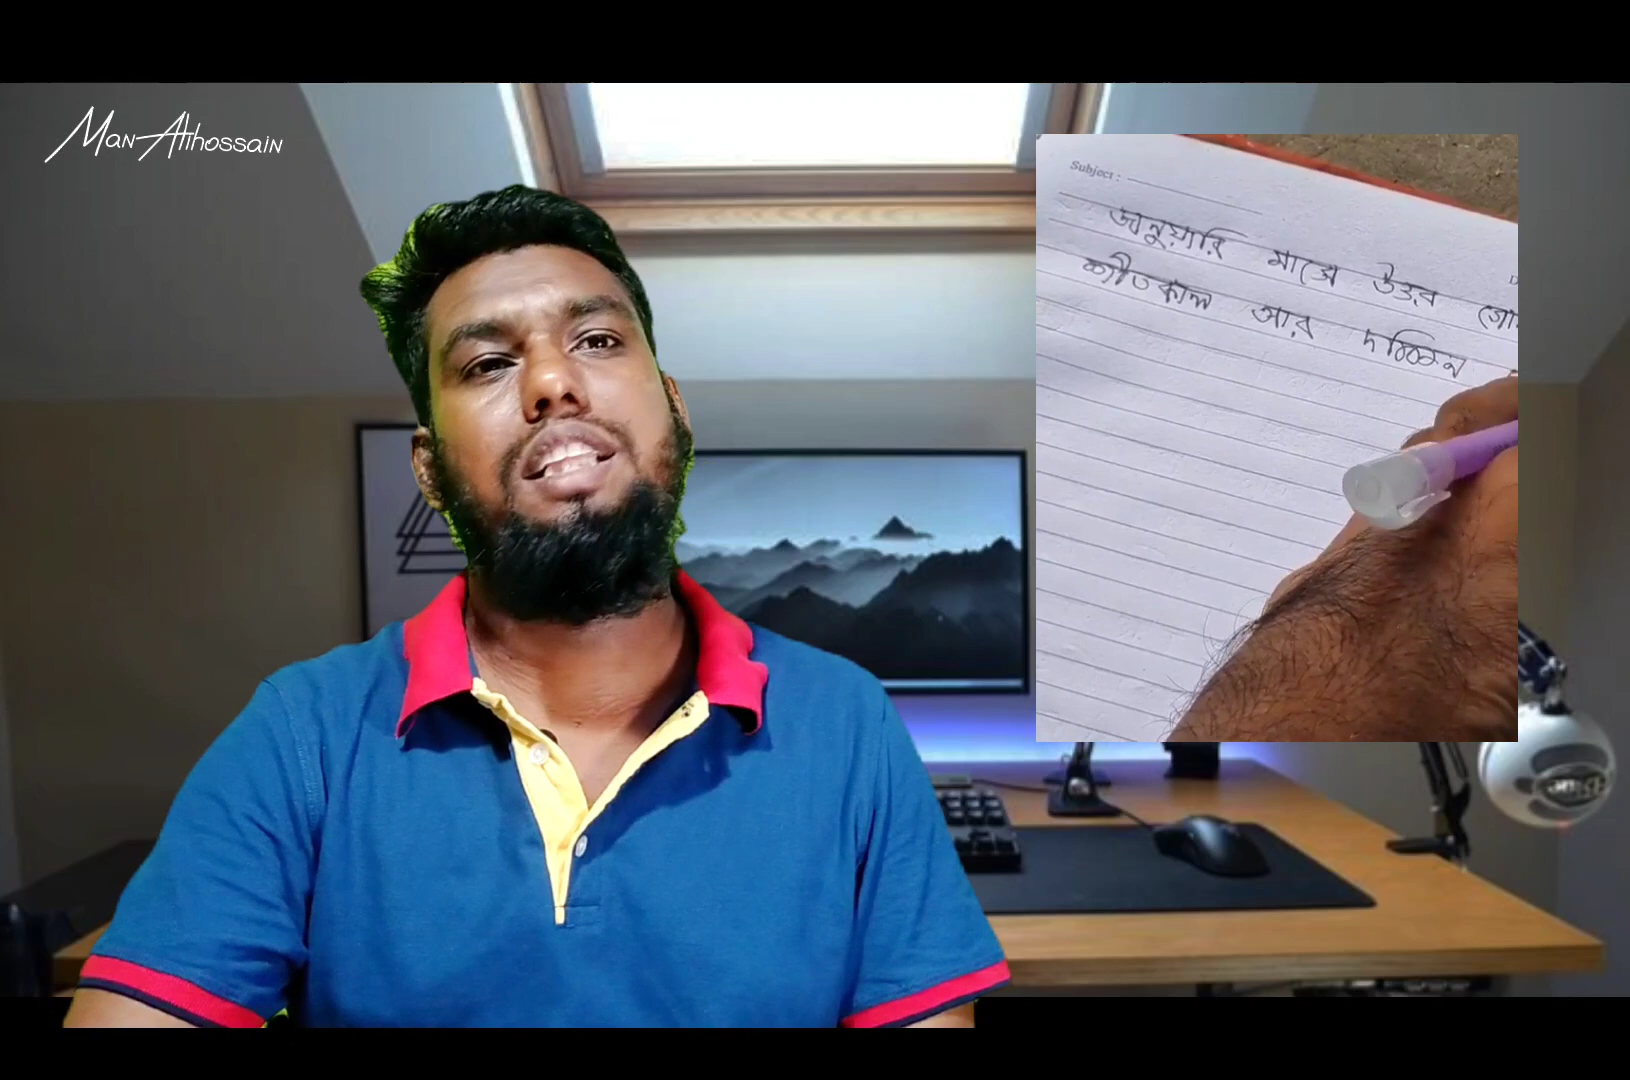 Man Alihossain
Subject :
জানুয়ারি মাসে উত্তর গো
শীতকাল আর দক্ষিন